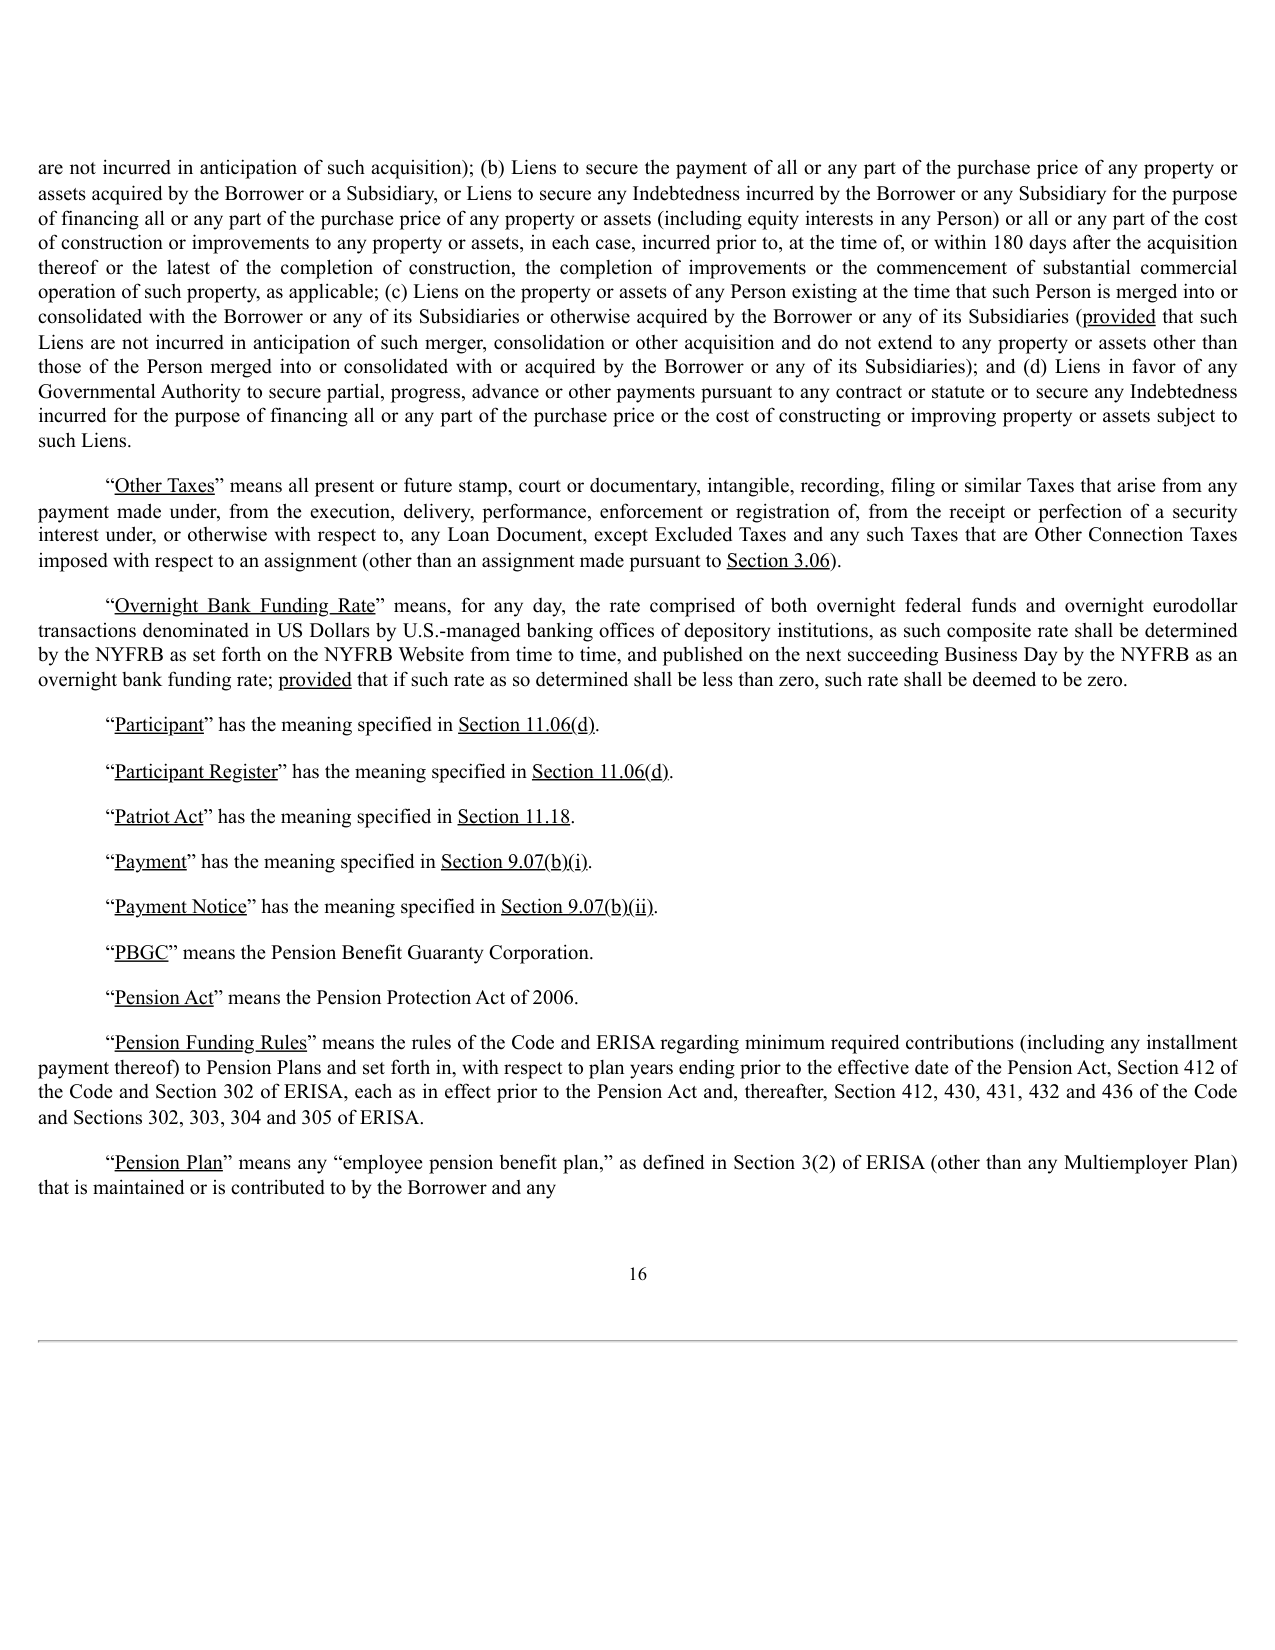 are not incurred in anticipation of such acquisition); (b) Liens to secure the payment of all or any part of the purchase price of any property or
assets acquired by the Borrower or a Subsidiary, or Liens to secure any Indebtedness incurred by the Borrower or any Subsidiary for the purpose
of financing all or any part of the purchase price of any property or assets (including equity interests in any Person) or all or any part of the cost
of construction or improvements to any property or assets, in each case, incurred prior to, at the time of, or within 180 days after the acquisition
thereof or the latest of the completion of construction, the completion of improvements or the commencement of substantial commercial
operation of such property, as applicable; (c) Liens on the property or assets of any Person existing at the time that such Person is merged into or
consolidated with the Borrower or any of its Subsidiaries or otherwise acquired by the Borrower or any of its Subsidiaries (provided that such
Liens are not incurred in anticipation of such merger, consolidation or other acquisition and do not extend to any property or assets other than
those of the Person merged into or consolidated with or acquired by the Borrower or any of its Subsidiaries); and (d) Liens in favor of any
Governmental Authority to secure partial, progress, advance or other payments pursuant to any contract or statute or to secure any Indebtedness
incurred for the purpose of financing all or any part of the purchase price or the cost of constructing or improving property or assets subject to
such Liens.
“Other Taxes” means all present or future stamp, court or documentary, intangible, recording, filing or similar Taxes that arise from any
payment made under, from the execution, delivery, performance, enforcement or registration of, from the receipt or perfection of a security
interest under, or otherwise with respect to, any Loan Document, except Excluded Taxes and any such Taxes that are Other Connection Taxes
imposed with respect to an assignment (other than an assignment made pursuant to Section 3.06).
“Overnight Bank Funding Rate” means, for any day, the rate comprised of both overnight federal funds and overnight eurodollar
transactions denominated in US Dollars by U.S.-managed banking offices of depository institutions, as such composite rate shall be determined
by the NYFRB as set forth on the NYFRB Website from time to time, and published on the next succeeding Business Day by the NYFRB as an
overnight bank funding rate; provided that if such rate as so determined shall be less than zero, such rate shall be deemed to be zero.
“Participant” has the meaning specified in Section 11.06(d).
“Participant Register” has the meaning specified in Section 11.06(d).
“Patriot Act” has the meaning specified in Section 11.18.
“Payment” has the meaning specified in Section 9.07(b)(i).
“Payment Notice” has the meaning specified in Section 9.07(b)(ii).
“PBGC” means the Pension Benefit Guaranty Corporation.
“Pension Act” means the Pension Protection Act of 2006.
“Pension Funding Rules” means the rules of the Code and ERISA regarding minimum required contributions (including any installment
payment thereof) to Pension Plans and set forth in, with respect to plan years ending prior to the effective date of the Pension Act, Section 412 of
the Code and Section 302 of ERISA, each as in effect prior to the Pension Act and, thereafter, Section 412, 430, 431, 432 and 436 of the Code
and Sections 302, 303, 304 and 305 of ERISA.
“Pension Plan” means any “employee pension benefit plan,” as defined in Section 3(2) of ERISA (other than any Multiemployer Plan)
that is maintained or is contributed to by the Borrower and any
16